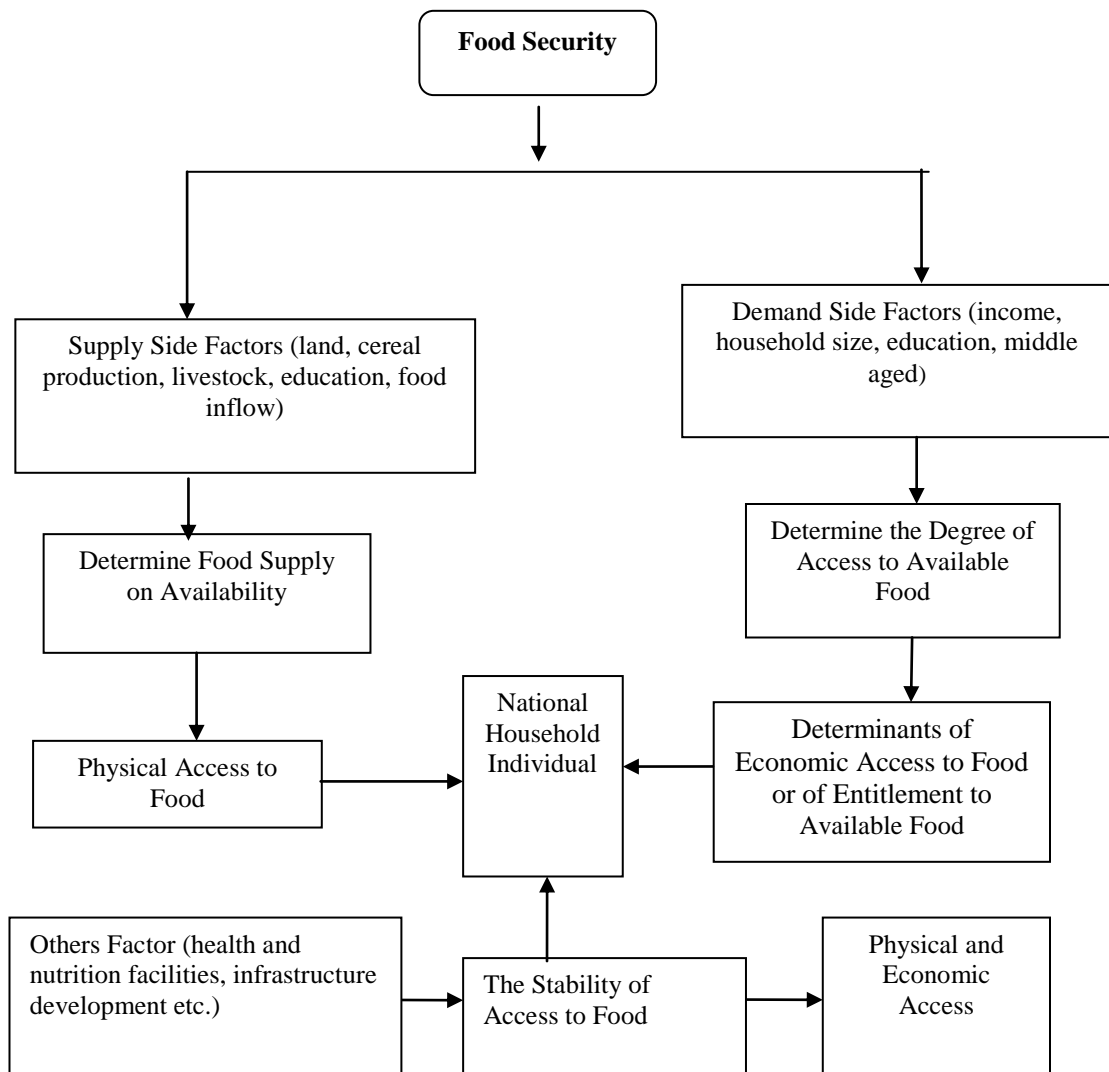 Food Security
Supply Side Factors (land, cereal
production, livestock, education, food
inflow)
Demand Side Factors (income,
household size, education, middle
aged)
Determine Food Supply
on Availability
Determine the Degree of
Access to Available
Food
Physical Access to
Food
National
Household
Individual
Determinants of
Economic Access to Food
or of Entitlement to
Available Food
Others Factor (health and
nutrition facilities, infrastructure
development etc.)
The Stability of
Access to Food
Physical and
Economic
Access